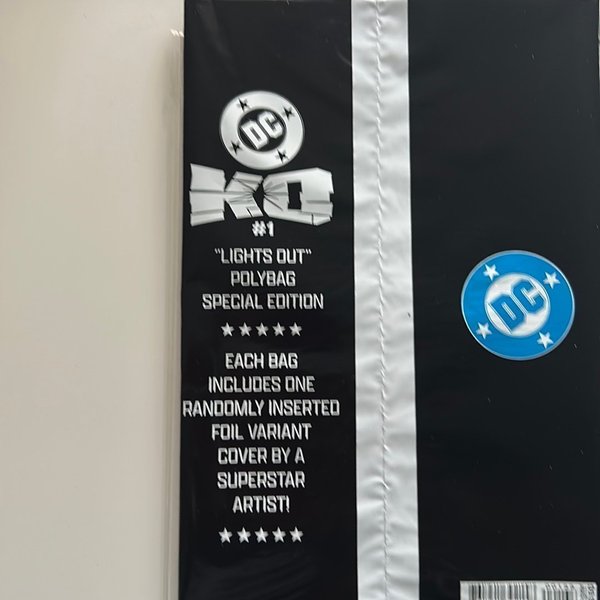 DC
KO
#1
"LIGHTS OUT"
POLYBAG
SPECIAL EDITION
EACH BAG
INCLUDES ONE
RANDOMLY INSERTED
FOIL VARIANT
COVER BY A
SUPERSTAR
ARTIST!
DC